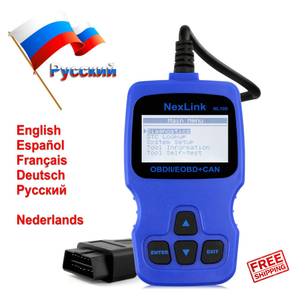 Русский
NexLink
NL100
Main Menu
Diagnostics
DTC Lookup
System Setup
Tool Information
Tool Self-test
English
Español
Français
Deutsch
Русский
Nederlands
OBDII/EOBD+CAN
ENTER
EXIT
FREE
SHIPPING